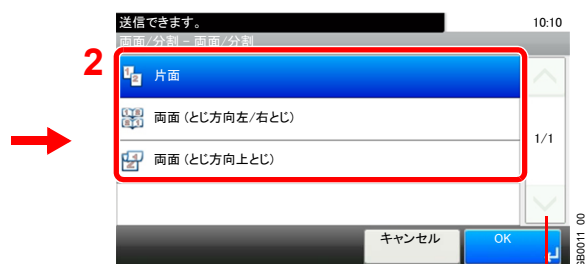 送信できます。
10:10
両面/分割 - 両面/分割
2
片面
両面 (とじ方向左/右とじ)
1/1
両面 (とじ方向上とじ)
キャンセル
OK